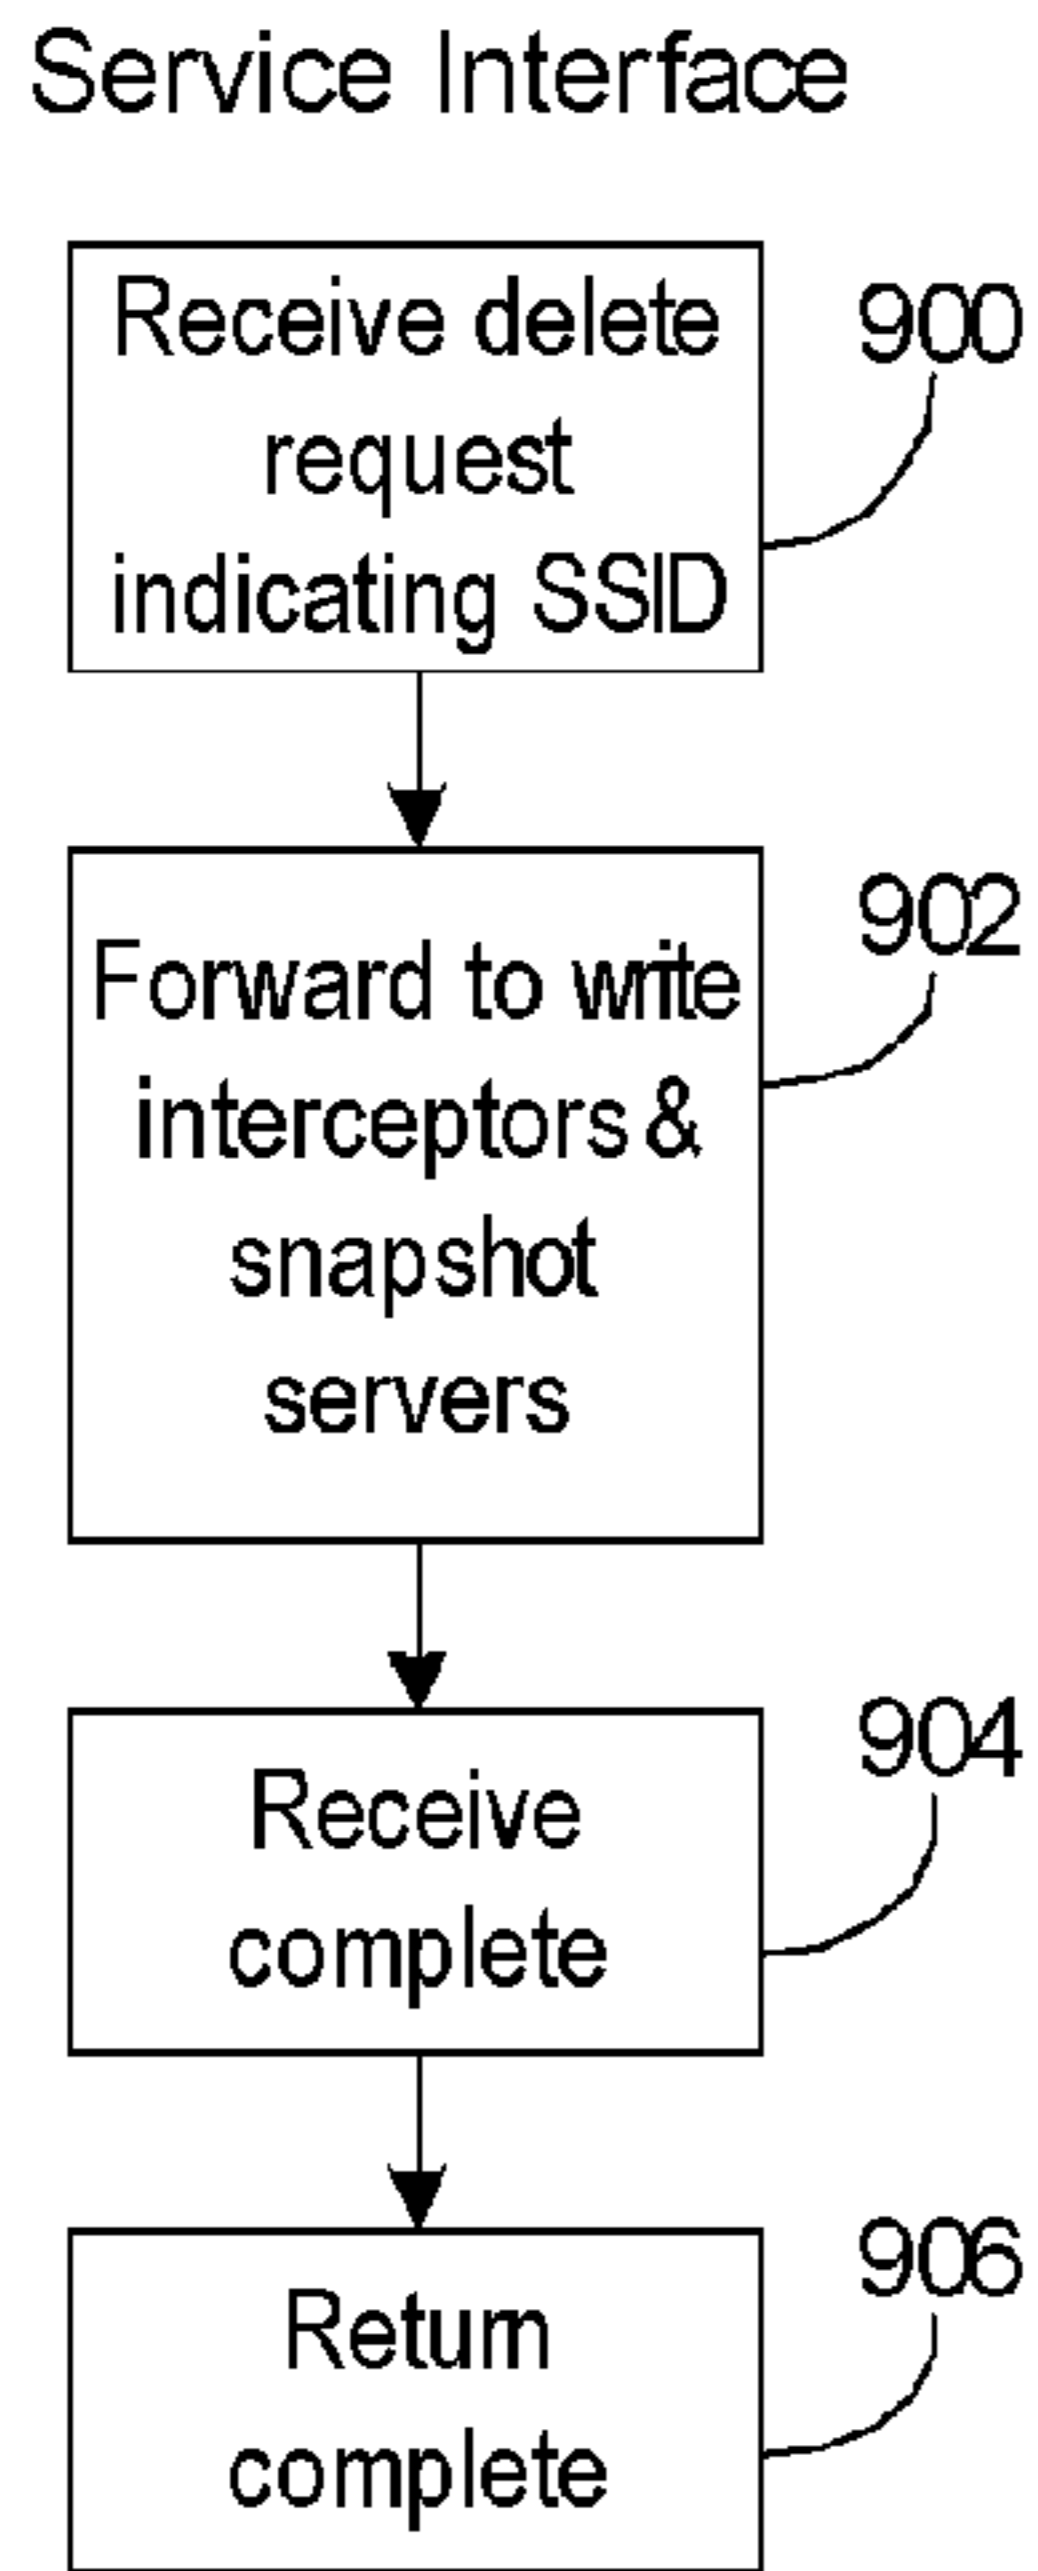 Service Interface
Receive delete
request
indicating SSID
900
Forward to write
interceptors &
snapshot
servers
902
Receive
complete
904
Return
complete
906